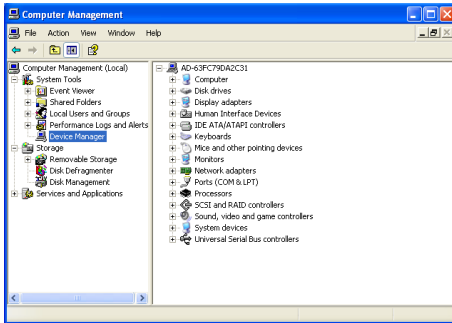 Computer Management
File Action View Window Help
Computer Management (Local)
System Tools
Event Viewer
Shared Folders
Local Users and Groups
Performance Logs and Alerts
Device Manager
Storage
Removable Storage
Disk Defragmenter
Disk Management
Services and Applications
AD-63FC79DA2C31
Computer
Disk drives
Display adapters
Human Interface Devices
IDE ATA/ATAPI controllers
Keyboards
Mice and other pointing devices
Monitors
Network adapters
Ports (COM & LPT)
Processors
SCSI and RAID controllers
Sound, video and game controllers
System devices
Universal Serial Bus controllers